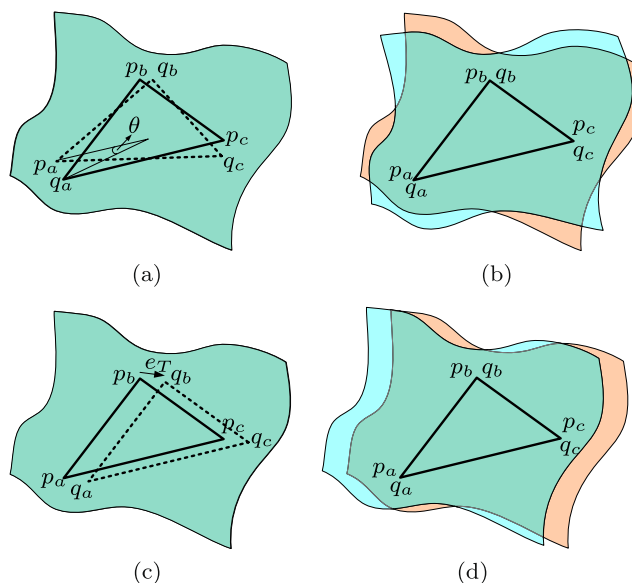 p_b q_b
θ
p_c
p_a
q_c
q_a
(a)
p_b q_b
p_c
q_c
p_a
q_a
(b)
e_T
p_b q_b
p_c
q_c
p_a
q_a
(c)
p_b q_b
p_c
q_c
p_a
q_a
(d)